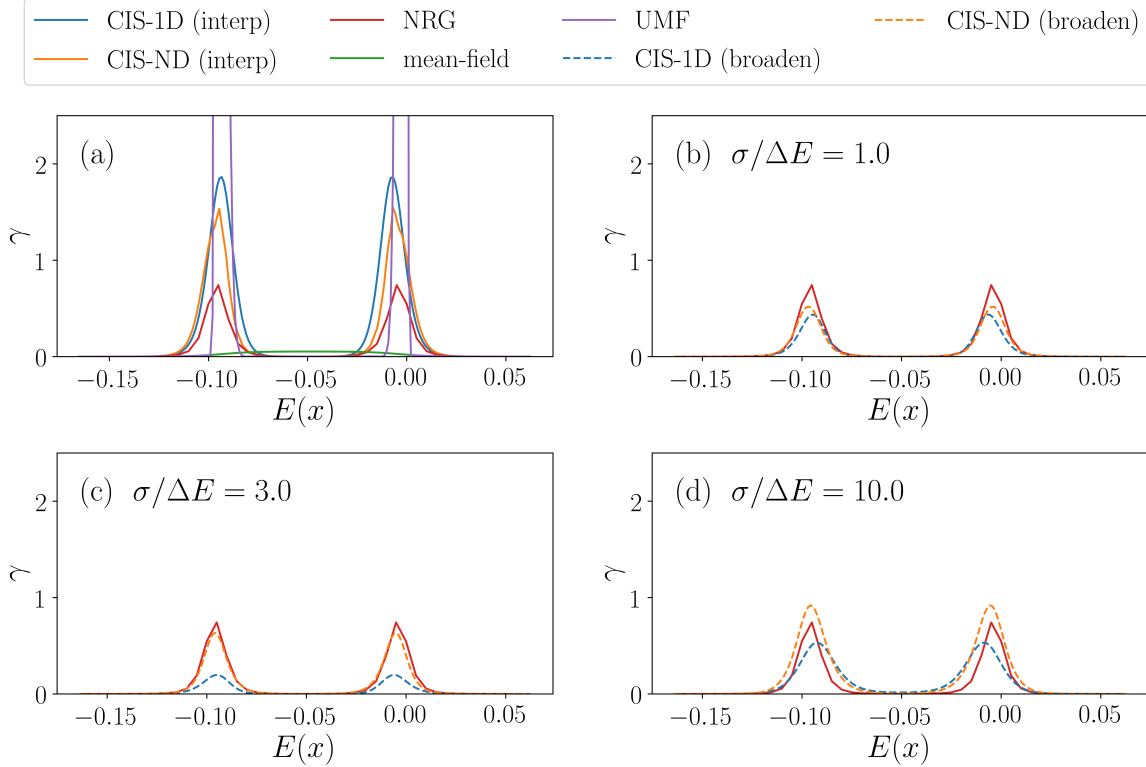 CIS-1D (interp) NRG UMF CIS-ND (broaden)
CIS-ND (interp) mean-field CIS-1D (broaden)
(a)
2
1
0
γ
−0.15 −0.10 −0.05 0.00 0.05
E(x)
(b) σ/ΔE = 1.0
2
1
0
γ
−0.15 −0.10 −0.05 0.00 0.05
E(x)
(c) σ/ΔE = 3.0
2
1
0
γ
−0.15 −0.10 −0.05 0.00 0.05
E(x)
(d) σ/ΔE = 10.0
2
1
0
γ
−0.15 −0.10 −0.05 0.00 0.05
E(x)